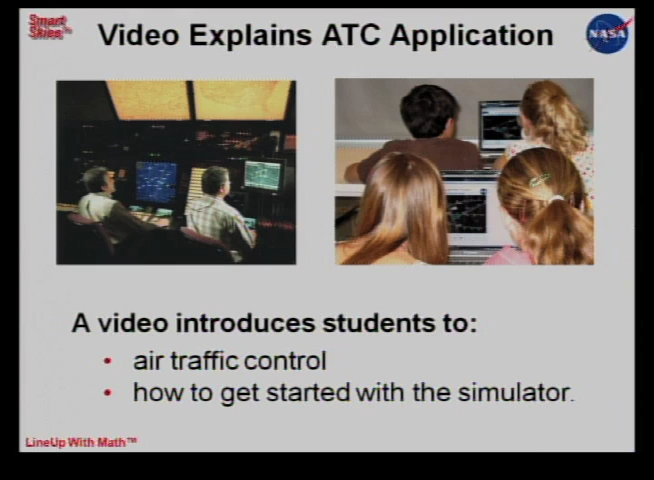 Smart
Skies™
Video Explains ATC Application
NASA
A video introduces students to:
• air traffic control
• how to get started with the simulator.
LineUp With Math™